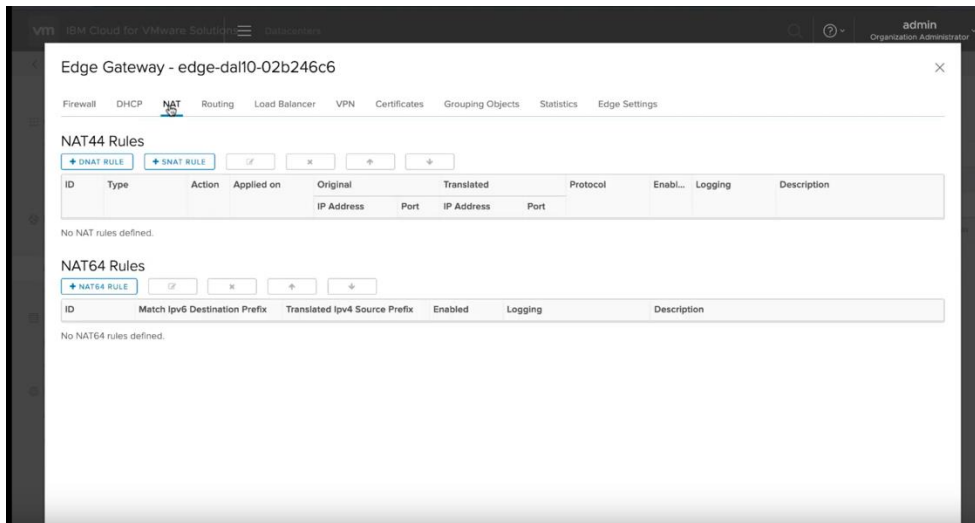 vm IBM Cloud for VMware Solutions Datacenters admin
Organization Administrator
Edge Gateway - edge-dal10-02b246c6
Firewall DHCP NAT Routing Load Balancer VPN Certificates Grouping Objects Statistics Edge Settings
NAT44 Rules
+ DNAT RULE + SNAT RULE
ID Type Action Applied on Original Translated Protocol Enabl... Logging Description
IP Address Port IP Address Port
No NAT rules defined.
NAT64 Rules
+ NAT64 RULE
ID Match Ipv6 Destination Prefix Translated Ipv4 Source Prefix Enabled Logging Description
No NAT64 rules defined.